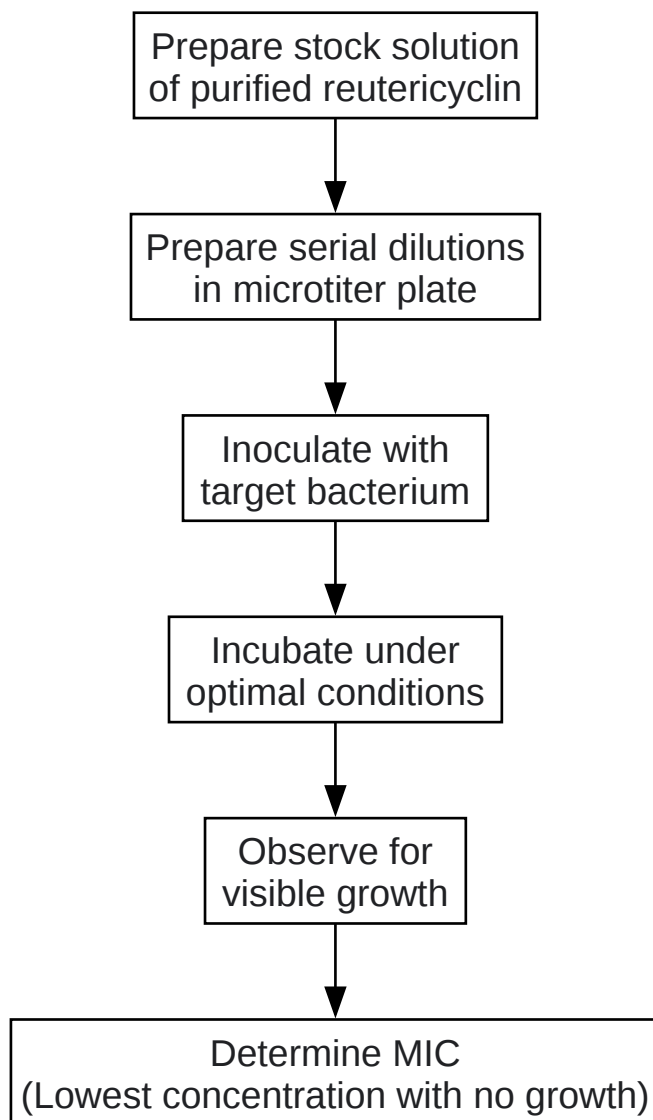 Prepare stock solution
of purified reutericyclin
Prepare serial dilutions
in microtiter plate
Inoculate with
target bacterium
Incubate under
optimal conditions
Observe for
visible growth
Determine MIC
(Lowest concentration with no growth)